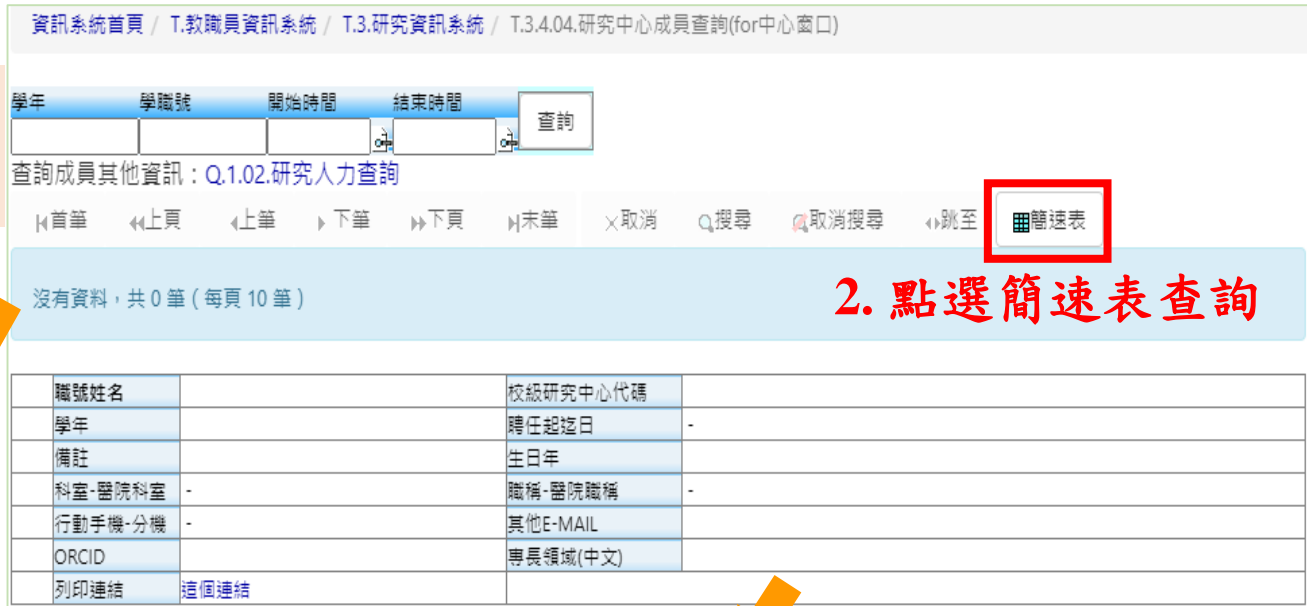 資訊系統首頁 / T.教職員資訊系統 / T.3.研究資訊系統 / T.3.4.04.研究中心成員查詢(for中心窗口)
學年 學職號 開始時間 結束時間 查詢
查詢成員其他資訊：Q.1.02.研究人力查詢
首筆 上頁 上筆 下筆 下頁 末筆 取消 搜尋 取消搜尋 跳至 簡速表
沒有資料，共 0 筆 ( 每頁 10 筆 )
2. 點選簡速表查詢
職號姓名 校級研究中心代碼
學年 聘任起迄日 -
備註 生日年
科室-醫院科室 - 職稱-醫院職稱 -
行動手機-分機 - 其他E-MAIL
ORCID 專長領域(中文)
列印連結 這個連結